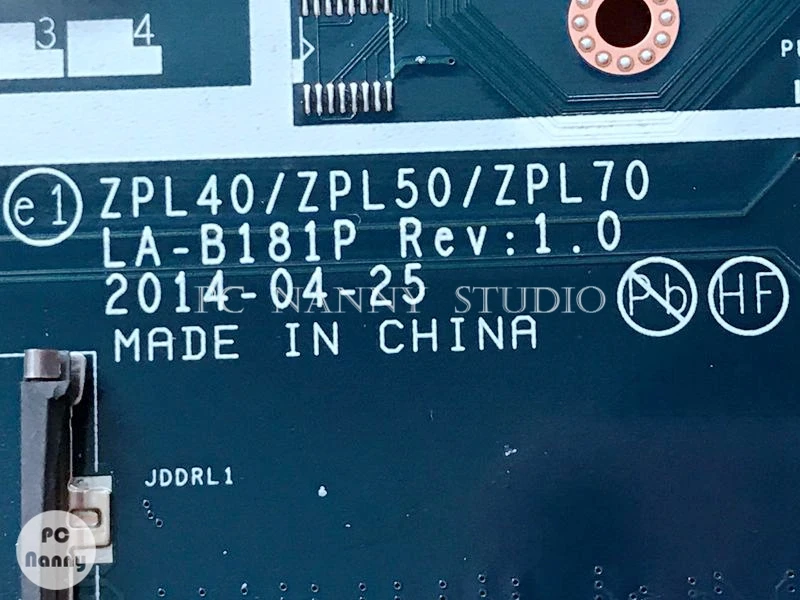 3 4
e1 ZPL40/ZPL50/ZPL70
LA-B181P Rev:1.0
2014-04-25
PC NANNY STUDIO
Pb HF
MADE IN CHINA
JDDRL1
PC
Nanny